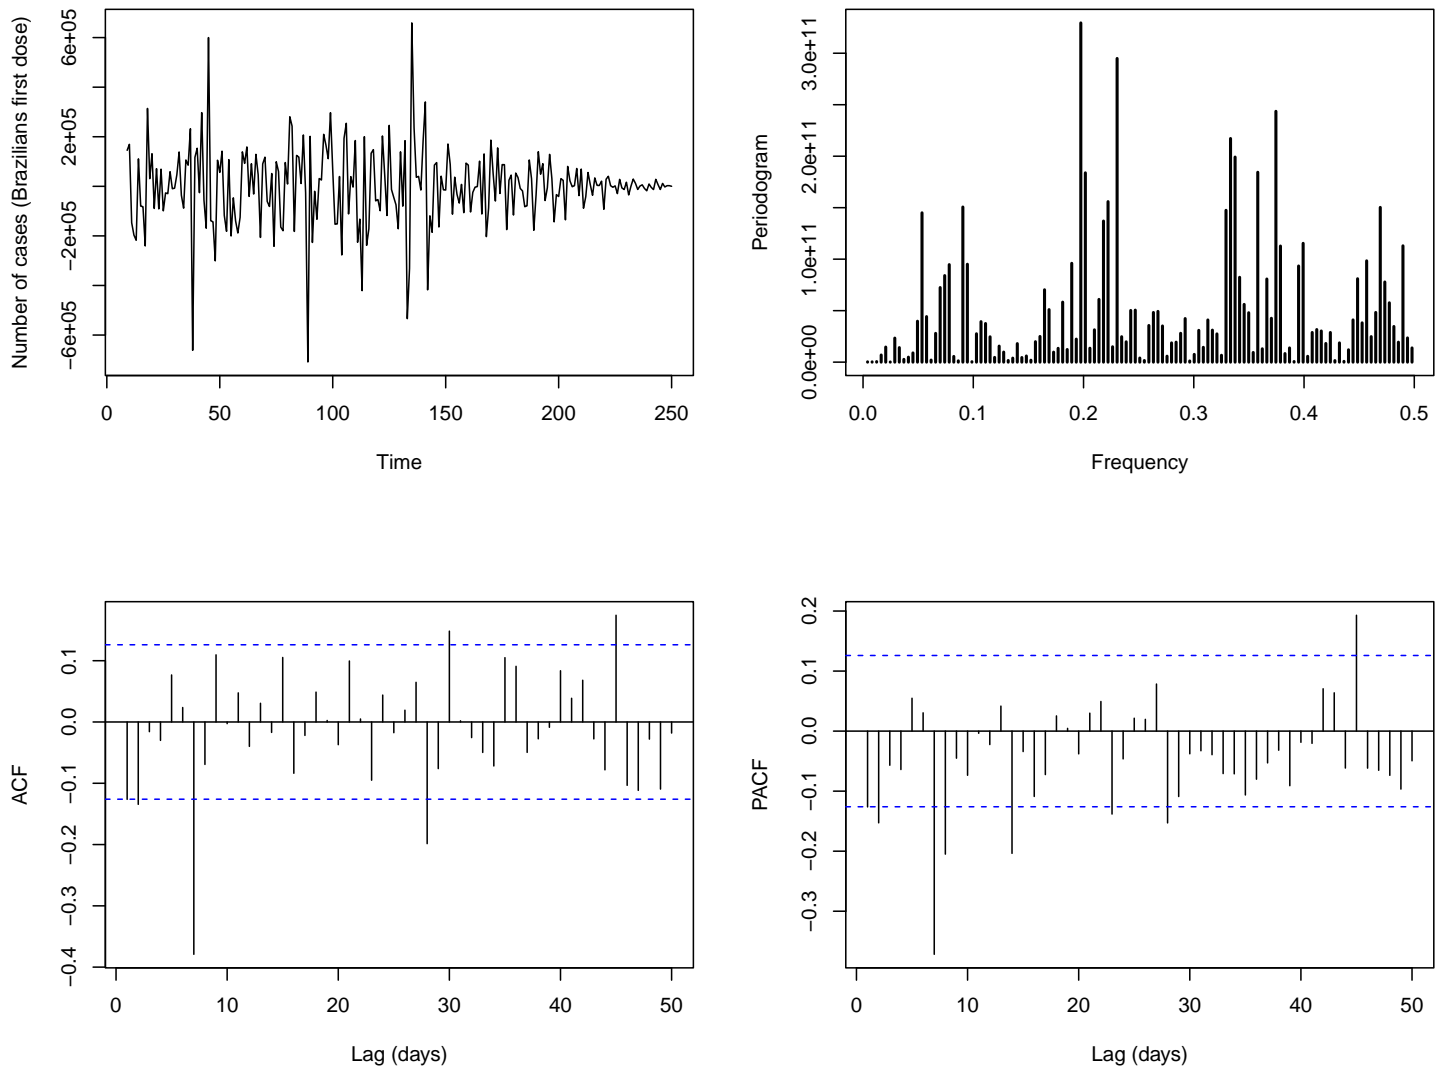 Number of cases (Brazilians first dose)
6e+05
2e+05
−2e+05
−6e+05
0 50 100 150 200 250
Time
Periodogram
3.0e+11
2.0e+11
1.0e+11
0.0e+00
0.0 0.1 0.2 0.3 0.4 0.5
Frequency
ACF
0.1
0.0
−0.1
−0.2
−0.3
−0.4
0 10 20 30 40 50
Lag (days)
PACF
0.2
0.1
0.0
−0.1
−0.2
−0.3
0 10 20 30 40 50
Lag (days)